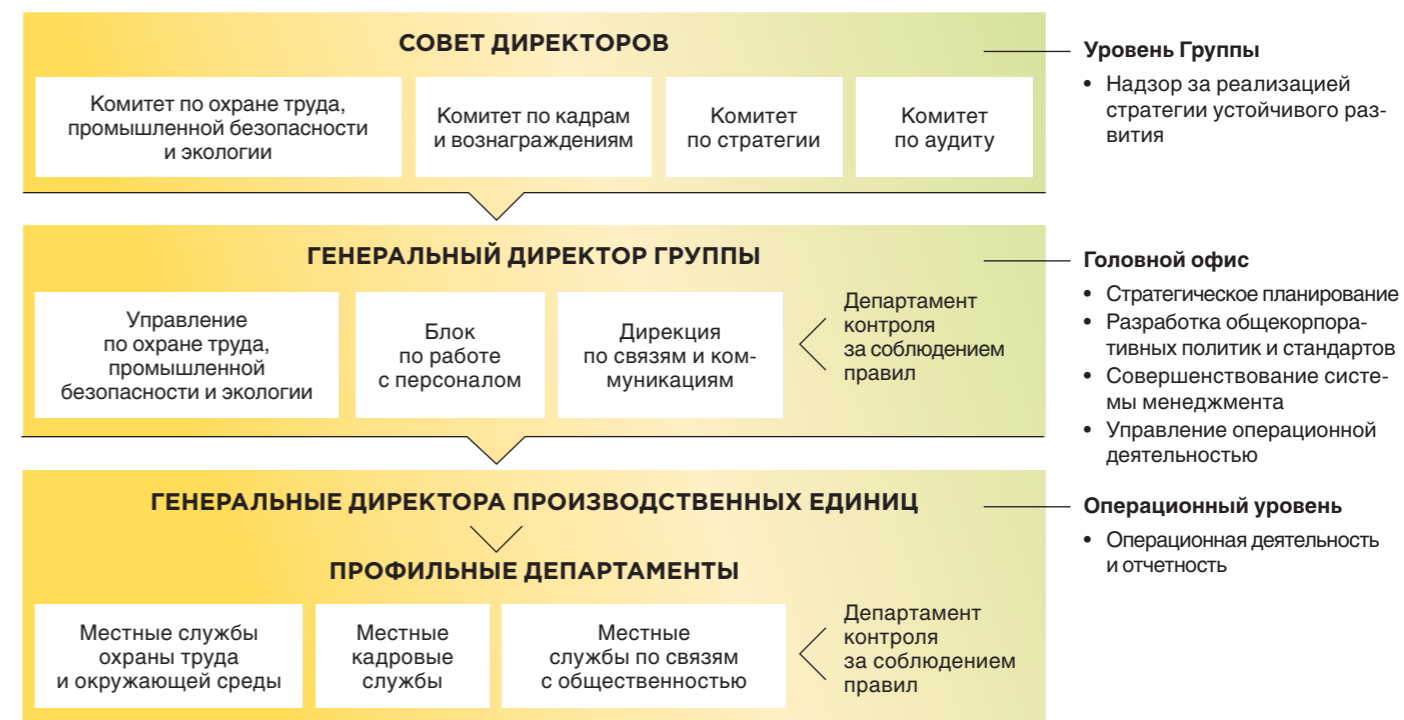 СОВЕТ ДИРЕКТОРОВ
Комитет по охране труда,
промышленной безопасности
и экологии
Комитет по кадрам
и вознаграждениям
Комитет
по стратегии
Комитет
по аудиту
Уровень Группы
• Надзор за реализацией
стратегии устойчивого раз-
вития
ГЕНЕРАЛЬНЫЙ ДИРЕКТОР ГРУППЫ
Управление
по охране труда,
промышленной
безопасности и экологии
Блок
по работе
с персоналом
Дирекция
по связям и ком-
муникациям
Департамент
контроля
за соблюдением
правил
Головной офис
• Стратегическое планирование
• Разработка общекорпора-
тивных политик и стандартов
• Совершенствование систе-
мы менеджмента
• Управление операционной
деятельностью
ГЕНЕРАЛЬНЫЕ ДИРЕКТОРА ПРОИЗВОДСТВЕННЫХ ЕДИНИЦ
ПРОФИЛЬНЫЕ ДЕПАРТАМЕНТЫ
Местные службы
охраны труда
и окружающей среды
Местные
кадровые
службы
Местные
службы по связям
с общественностью
Департамент
контроля
за соблюдением
правил
Операционный уровень
• Операционная деятельность
и отчетность